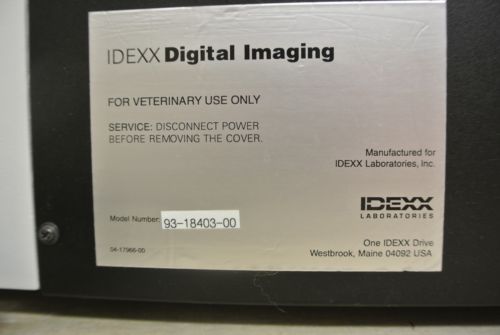 IDEXX Digital Imaging
FOR VETERINARY USE ONLY
SERVICE: DISCONNECT POWER
BEFORE REMOVING THE COVER.
Manufactured for
IDEXX Laboratories, Inc.
IDEXX
LABORATORIES
Model Number: 93-18403-00
04-17966-00
One IDEXX Drive
Westbrook, Maine 04092 USA